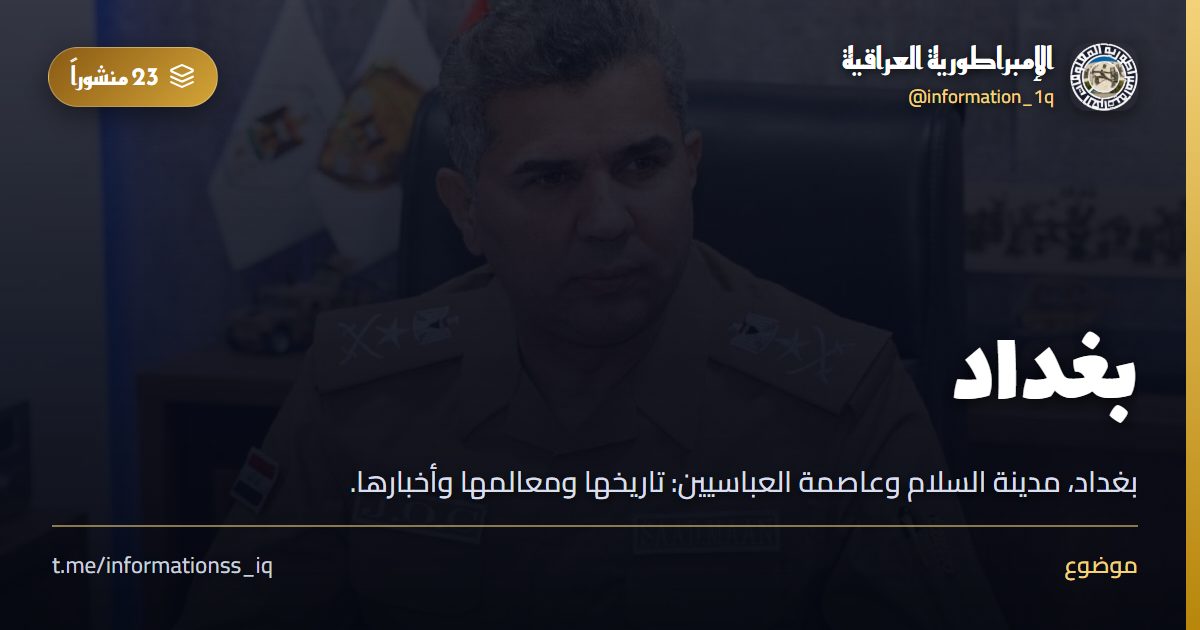 الإمبراطورية العراقية
@information_1q
23 منشوراً
بغداد
بغداد، مدينة السلام وعاصمة العباسيين: تاريخها ومعالمها وأخبارها.
موضوع
t.me/informationss_iq
J.O.C